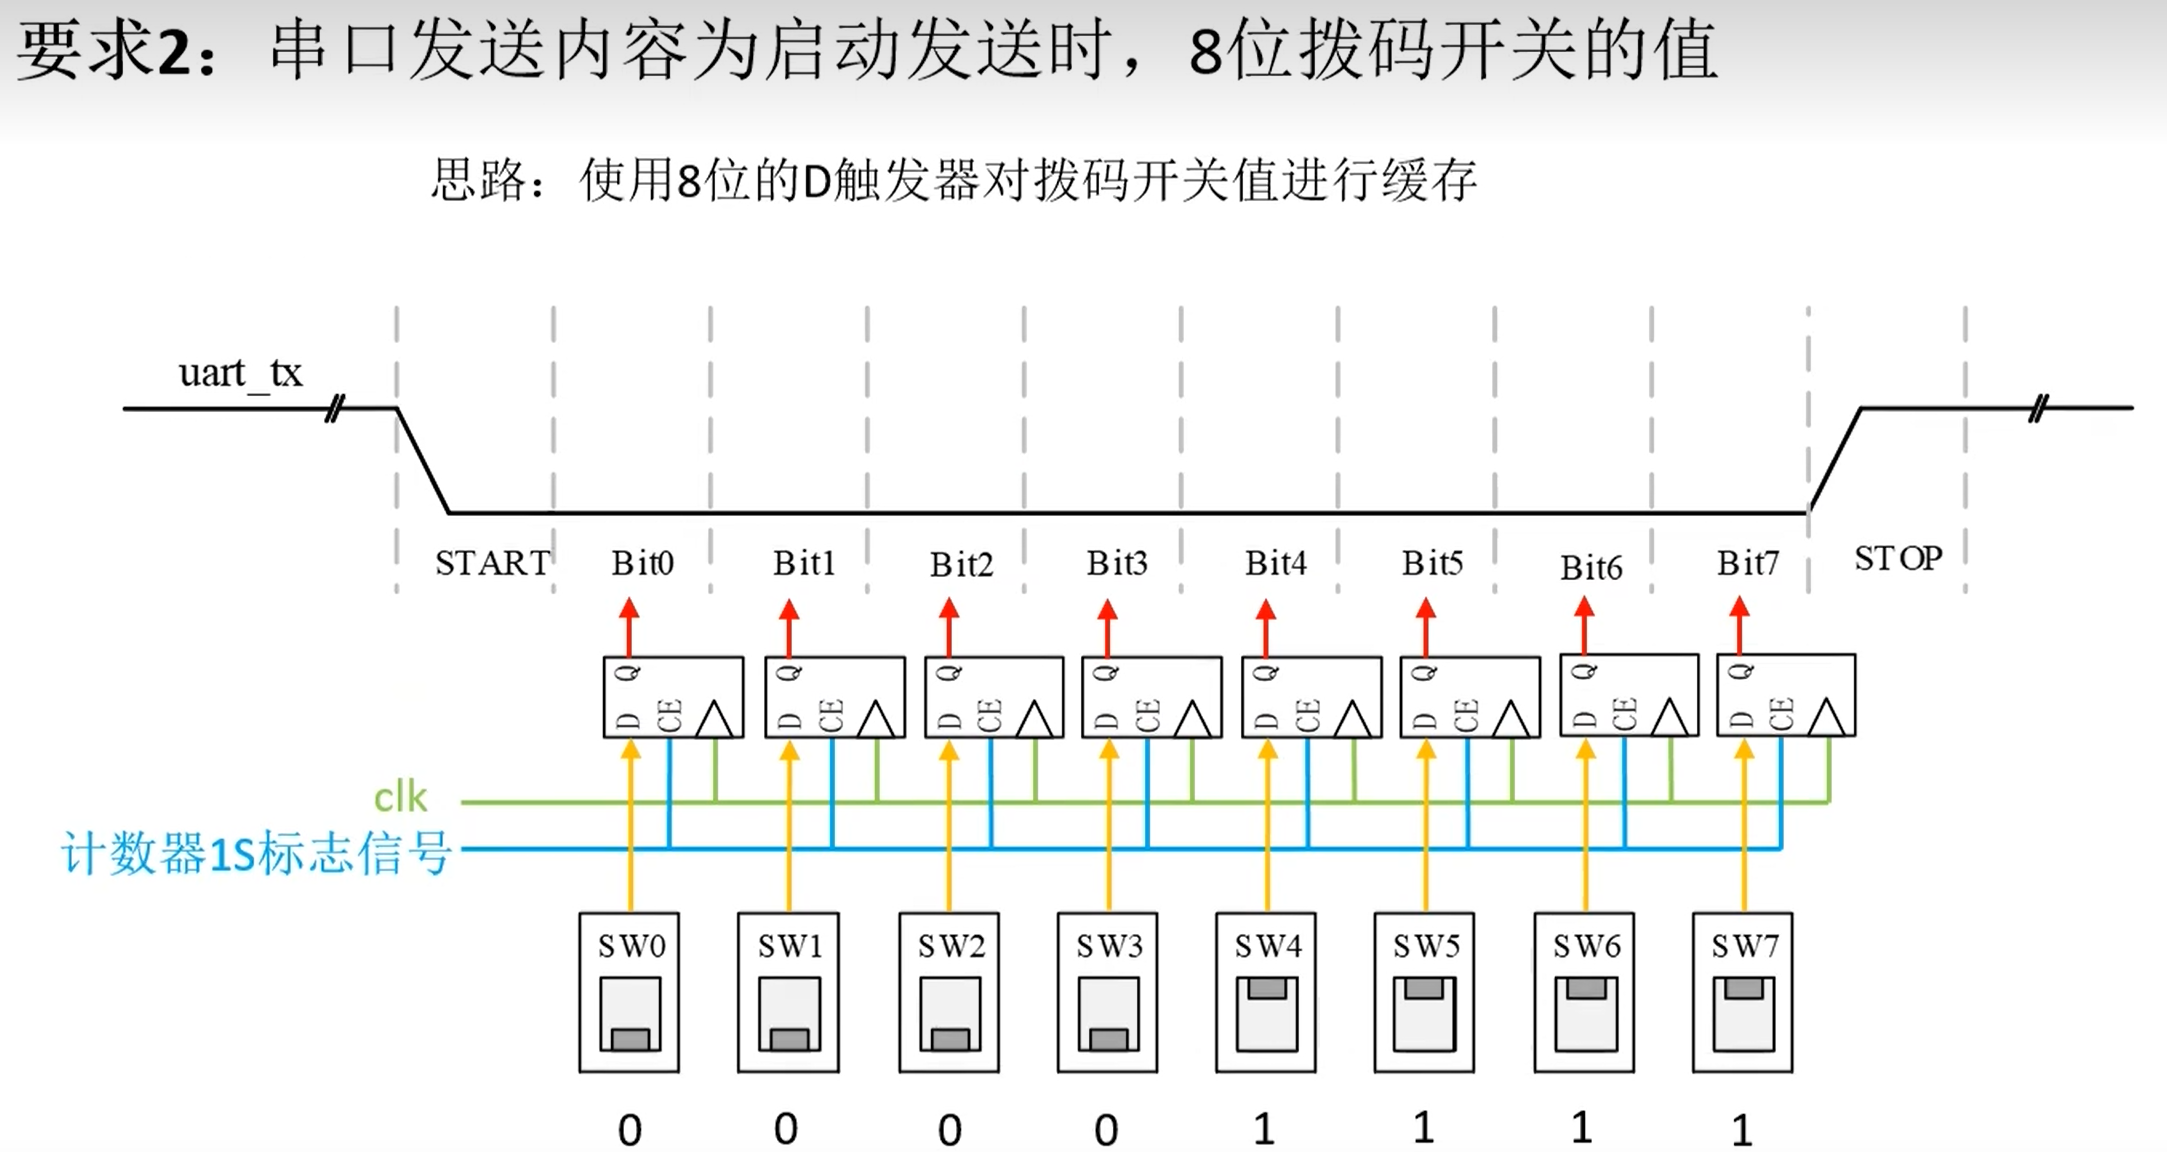 要求2：串口发送内容为启动发送时，8位拨码开关的值
思路：使用8位的D触发器对拨码开关值进行缓存
uart_tx
START Bit0 Bit1 Bit2 Bit3 Bit4 Bit5 Bit6 Bit7 STOP
Q Q Q Q Q Q Q Q
D CE D CE D CE D CE D CE D CE D CE D CE
clk
计数器1S标志信号
SW0 SW1 SW2 SW3 SW4 SW5 SW6 SW7
0 0 0 0 1 1 1 1